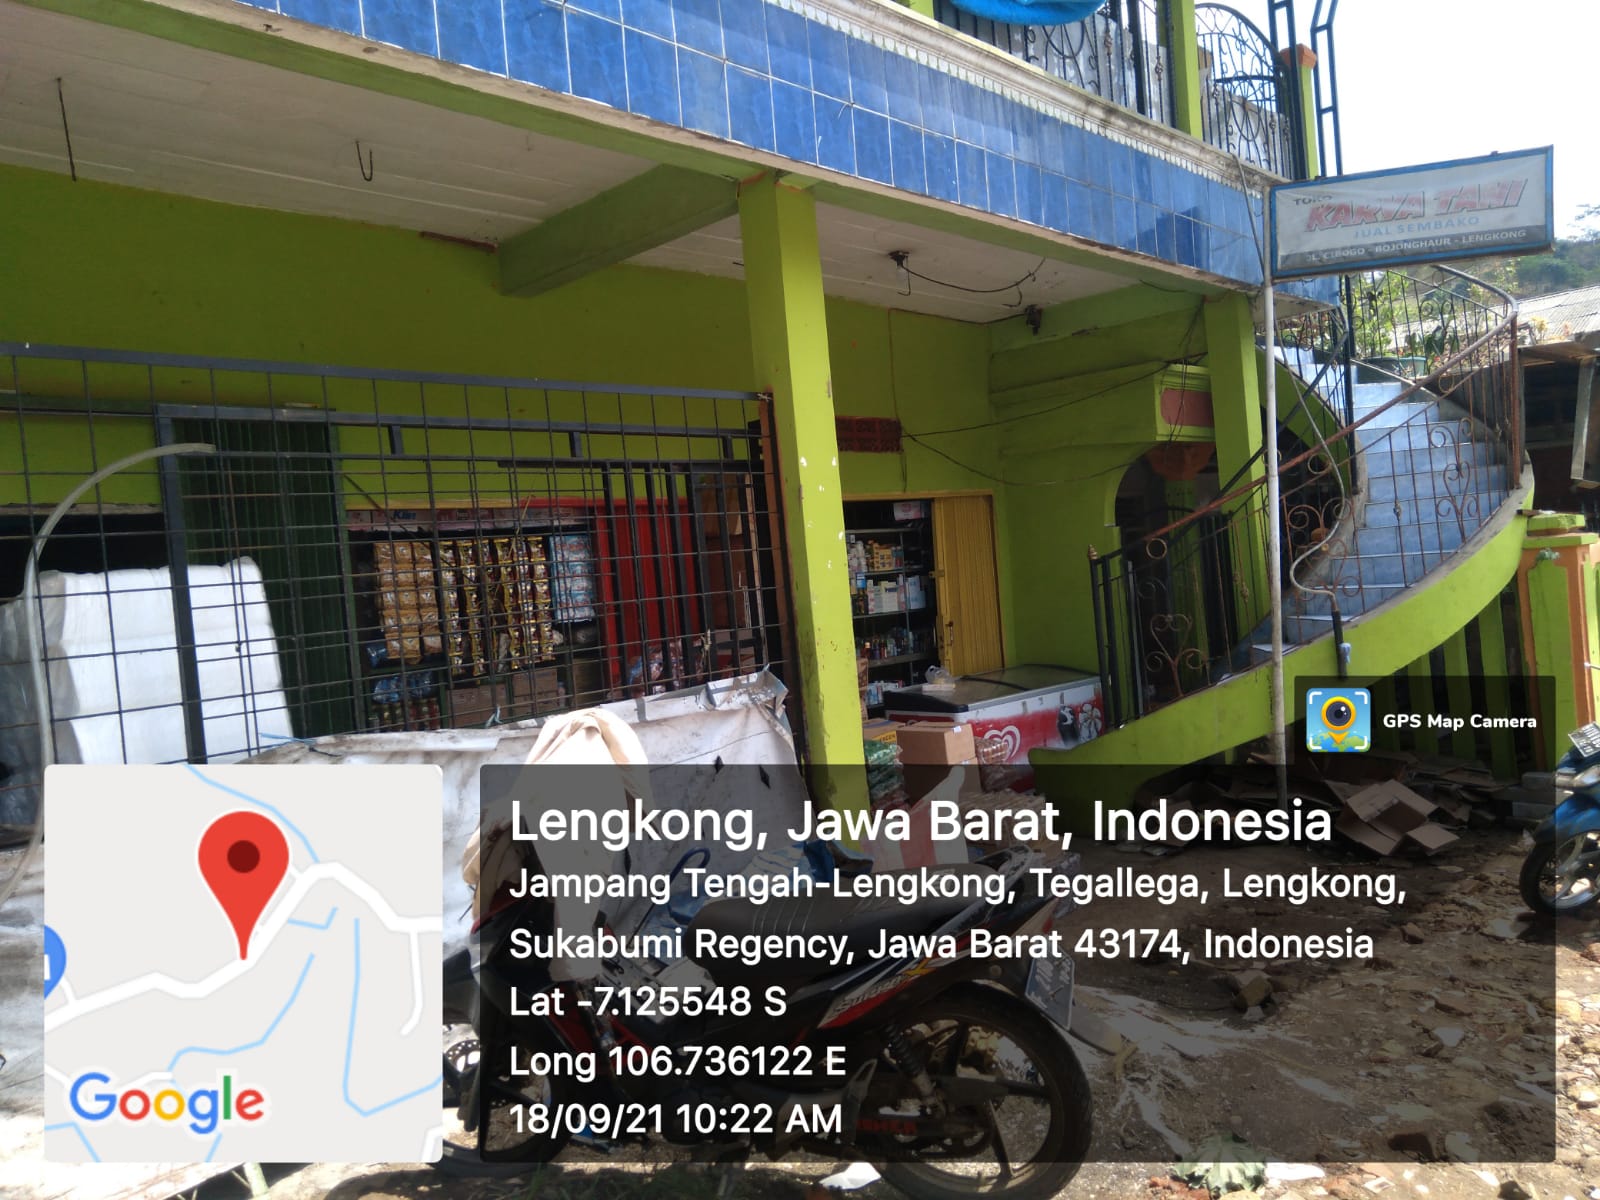 TOKO
KARYA TANI
JUAL SEMBAKO
JL. CIBOGO - BOJONGHAUR - LENGKONG
GPS Map Camera
Lengkong, Jawa Barat, Indonesia
Jampang Tengah-Lengkong, Tegallega, Lengkong,
Sukabumi Regency, Jawa Barat 43174, Indonesia
Lat -7.125548 S
Long 106.736122 E
18/09/21 10:22 AM
Google